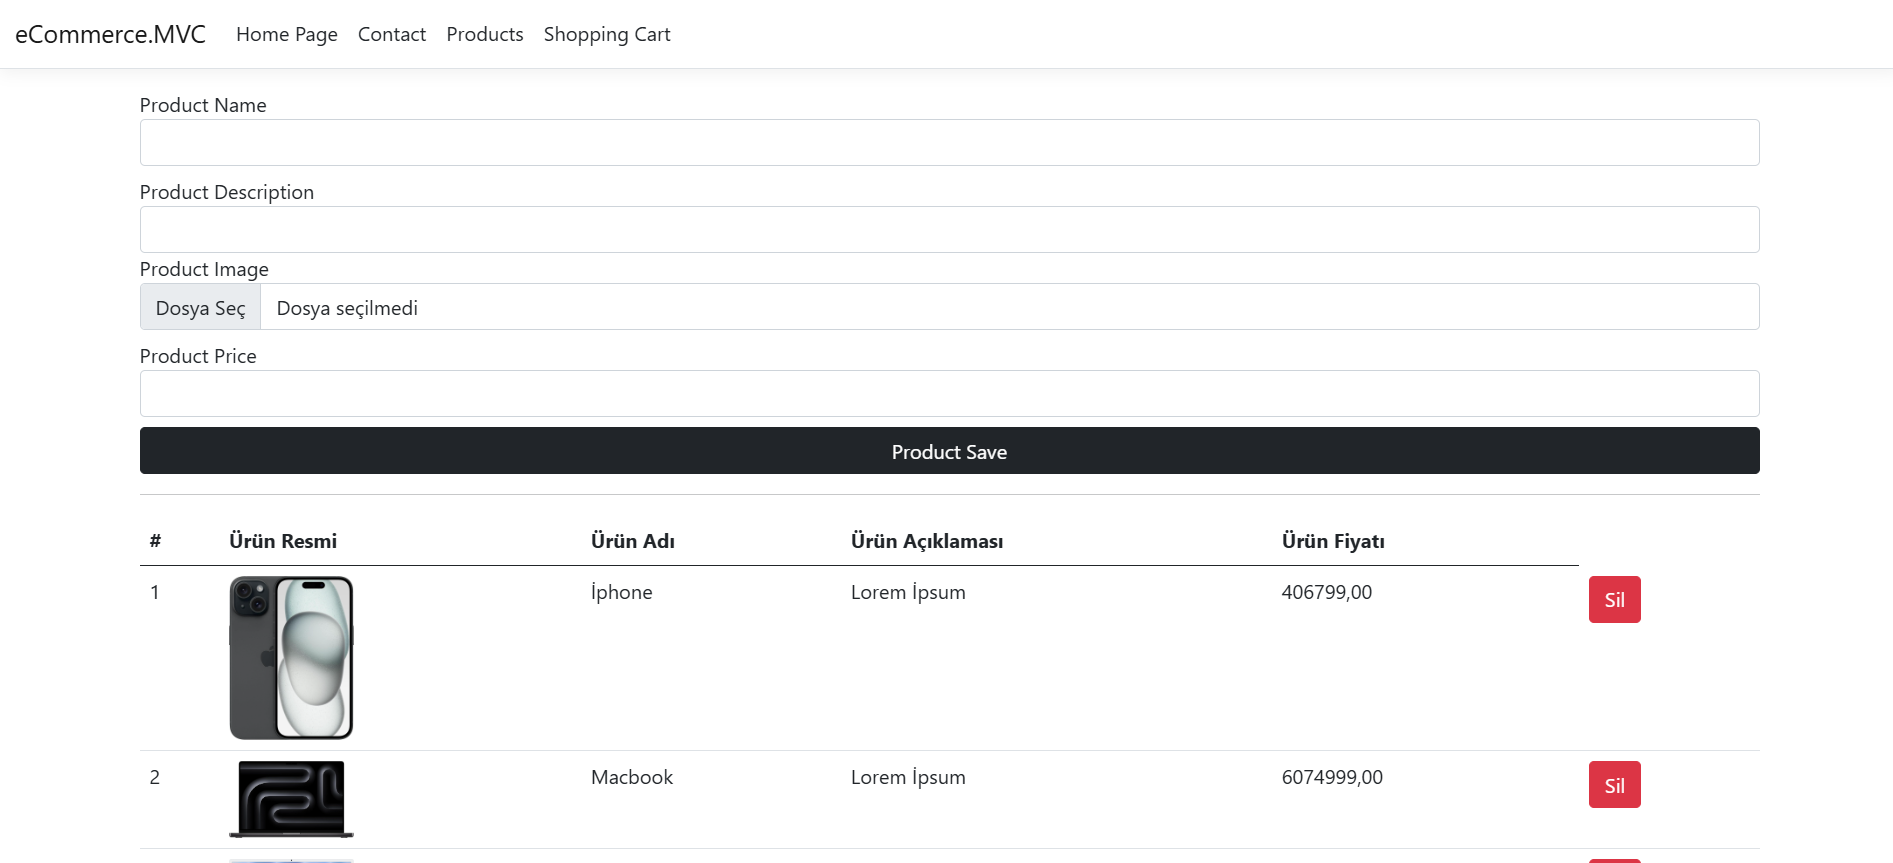 eCommerce.MVC Home Page Contact Products Shopping Cart
Product Name
Product Description
Product Image
Dosya Seç Dosya seçilmedi
Product Price
Product Save
# Ürün Resmi Ürün Adı Ürün Açıklaması Ürün Fiyatı
1 İphone Lorem İpsum 406799,00 Sil
2 Macbook Lorem İpsum 6074999,00 Sil